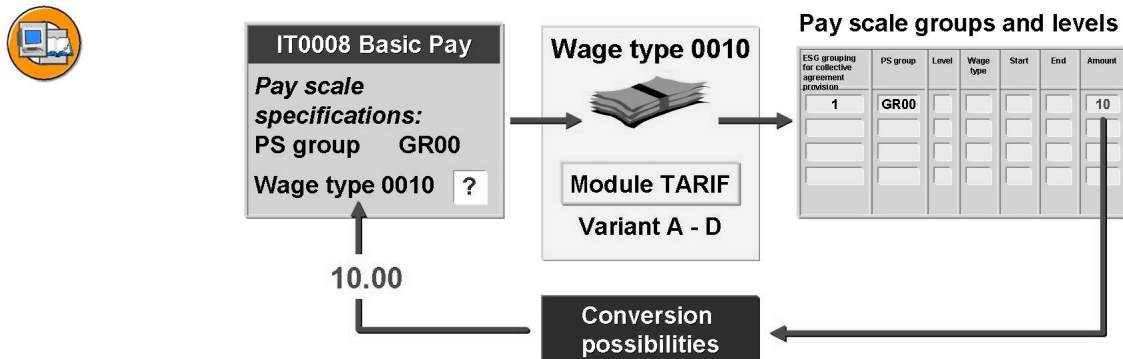 IT0008 Basic Pay
Pay scale
specifications:
PS group GR00
Wage type 0010 ?
Wage type 0010
Module TARIF
Variant A - D
Pay scale groups and levels
ESG grouping
for collective
agreement
provision
PS group
Level
Wage
type
Start
End
Amount
1 GR00 10
10.00
Conversion
possibilities